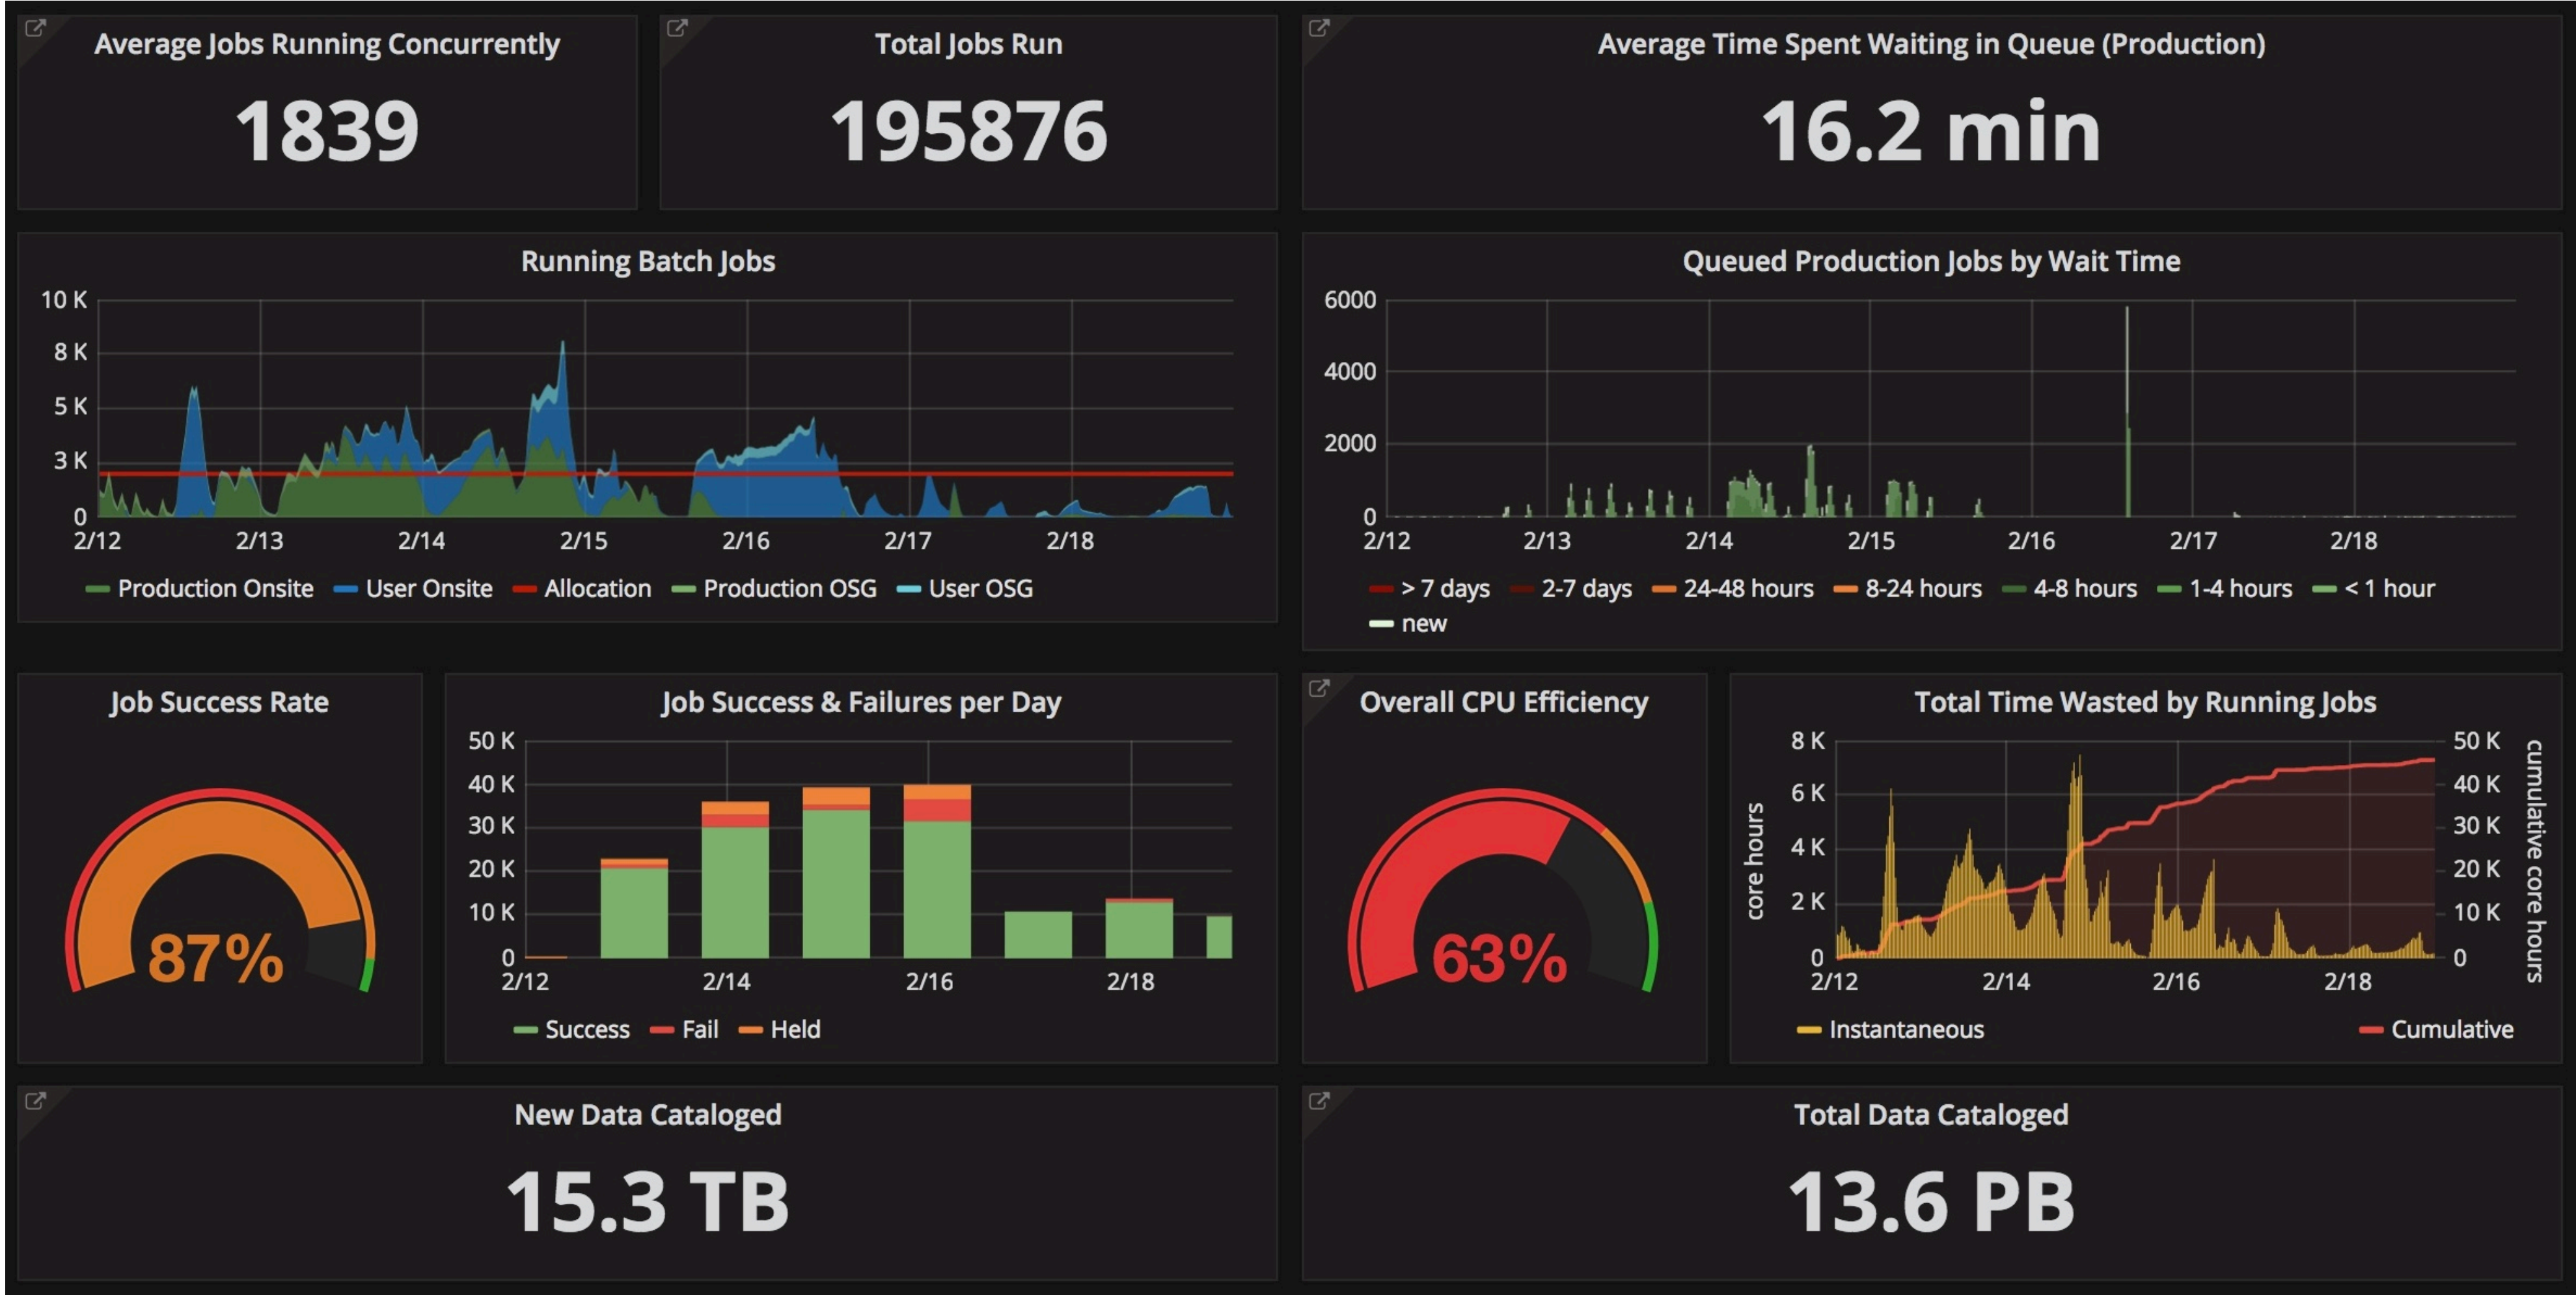 Average Jobs Running Concurrently
1839
Total Jobs Run
195876
Average Time Spent Waiting in Queue (Production)
16.2 min
Running Batch Jobs
10 K
8 K
5 K
3 K
0
2/12 2/13 2/14 2/15 2/16 2/17 2/18
Production Onsite User Onsite Allocation Production OSG User OSG
Queued Production Jobs by Wait Time
6000
4000
2000
0
2/12 2/13 2/14 2/15 2/16 2/17 2/18
> 7 days 2-7 days 24-48 hours 8-24 hours 4-8 hours 1-4 hours < 1 hour
new
Job Success Rate
87%
Job Success & Failures per Day
50 K
40 K
30 K
20 K
10 K
0
2/12 2/14 2/16 2/18
Success Fail Held
Overall CPU Efficiency
63%
Total Time Wasted by Running Jobs
core hours
8 K
6 K
4 K
2 K
0
50 K
40 K
30 K
20 K
10 K
0
cumulative core hours
2/12 2/14 2/16 2/18
Instantaneous Cumulative
New Data Cataloged
15.3 TB
Total Data Cataloged
13.6 PB